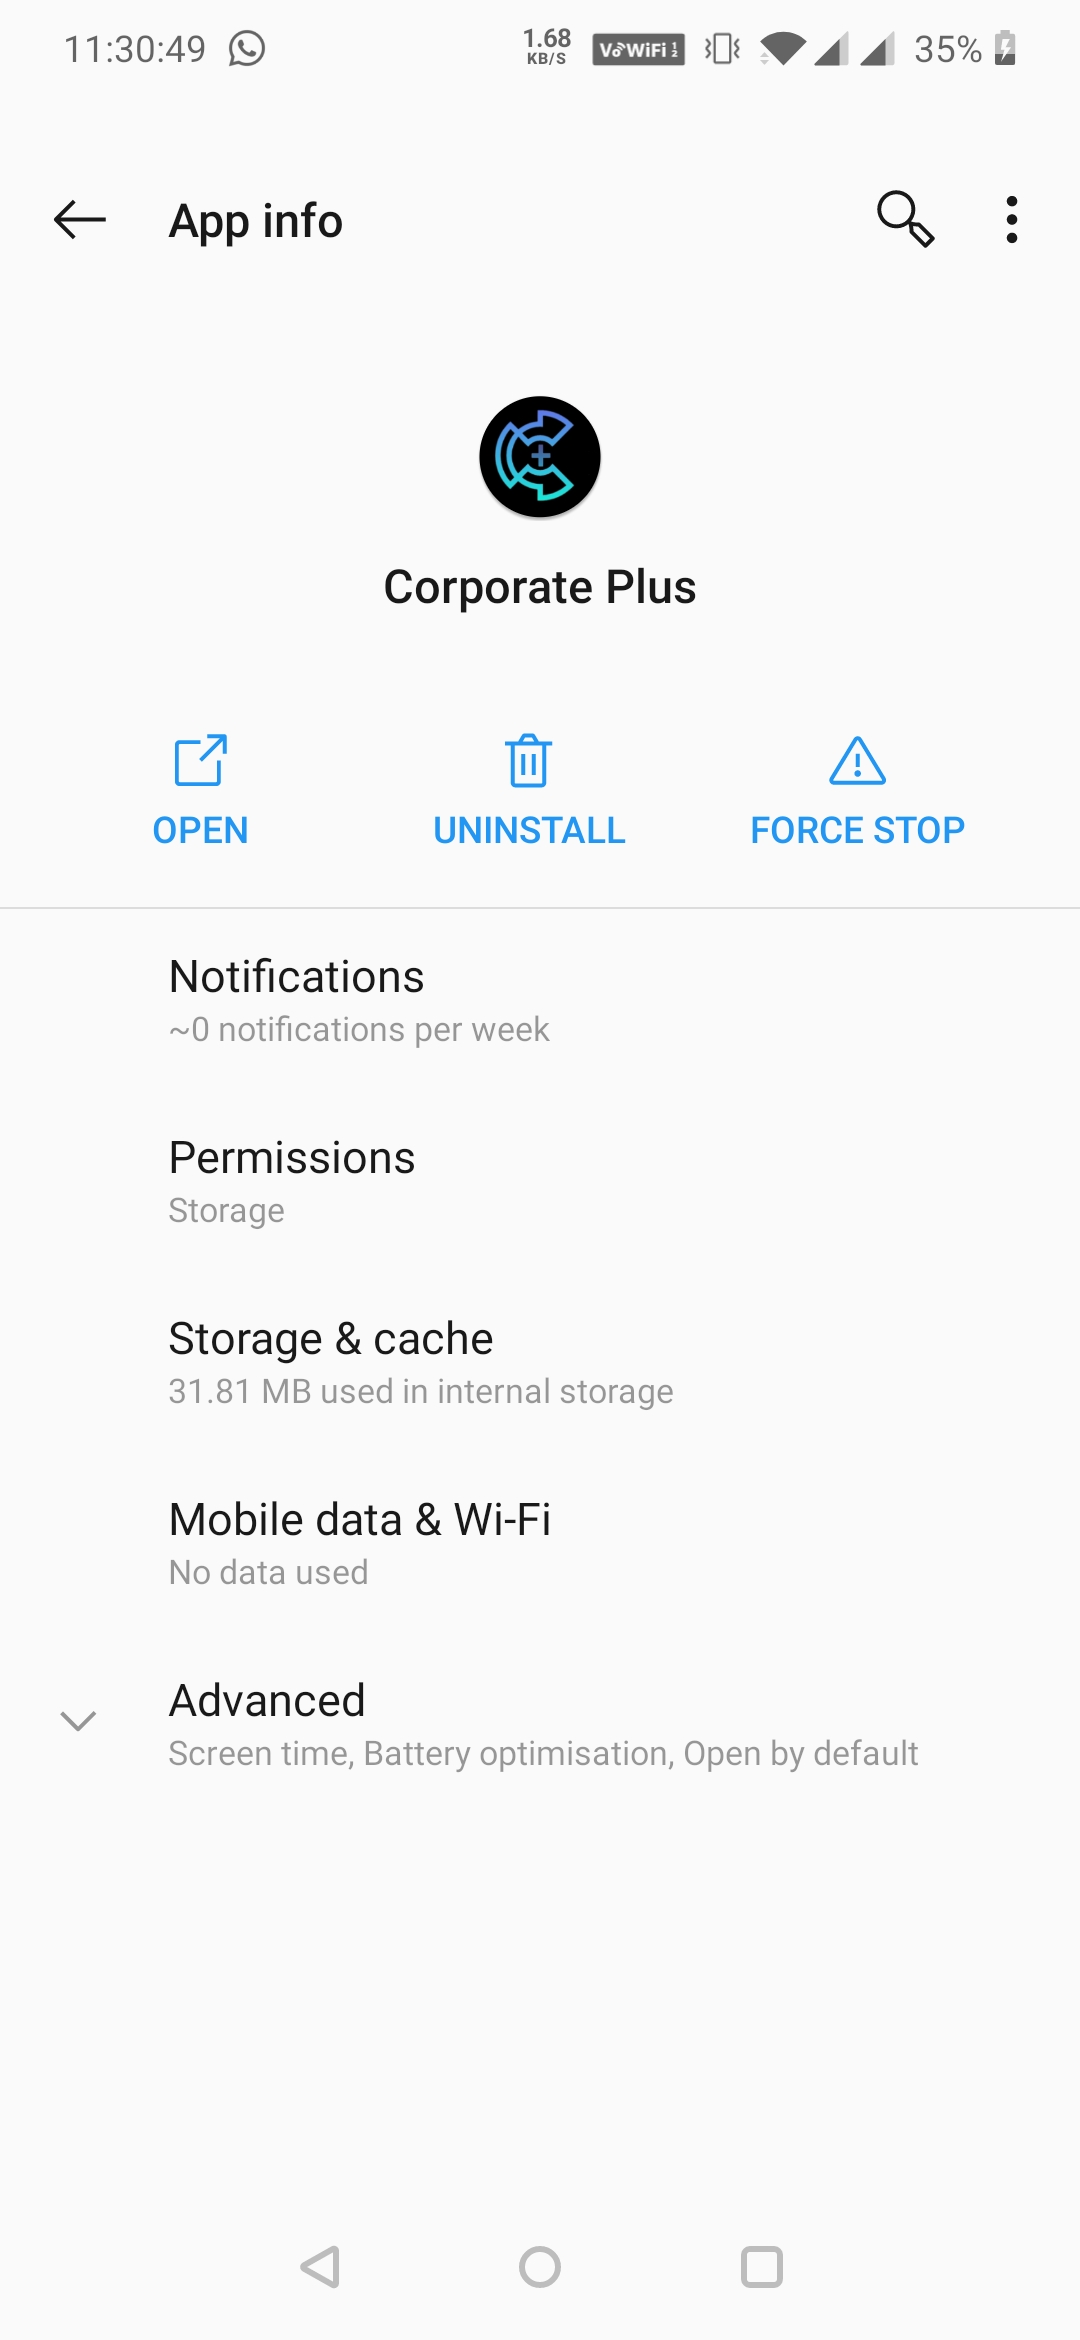 11:30:49 1.68 KB/S VoWiFi 1 2 35%
App info
Corporate Plus
OPEN UNINSTALL FORCE STOP
Notifications
~0 notifications per week
Permissions
Storage
Storage & cache
31.81 MB used in internal storage
Mobile data & Wi-Fi
No data used
Advanced
Screen time, Battery optimisation, Open by default